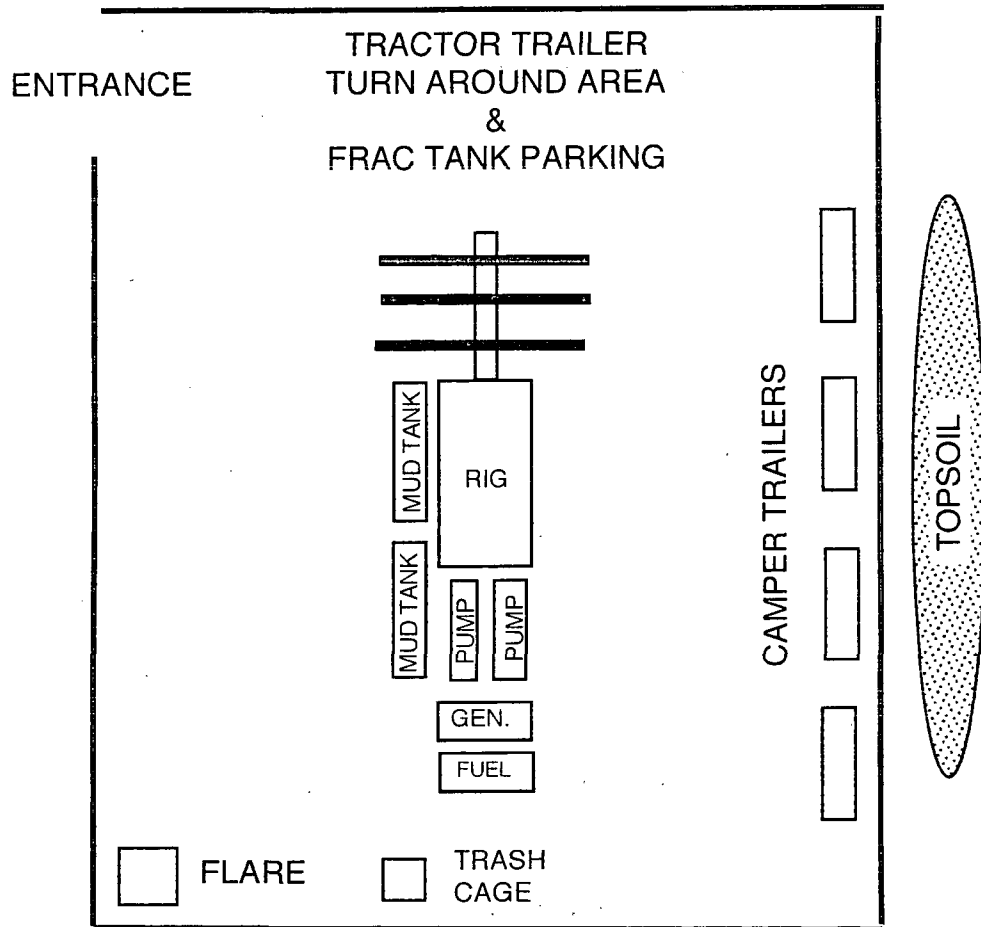 TRACTOR TRAILER
TURN AROUND AREA
&
FRAC TANK PARKING
ENTRANCE
MUD TANK
RIG
MUD TANK
PUMP
PUMP
GEN.
FUEL
CAMPER TRAILERS
TOPSOIL
FLARE
TRASH
CAGE